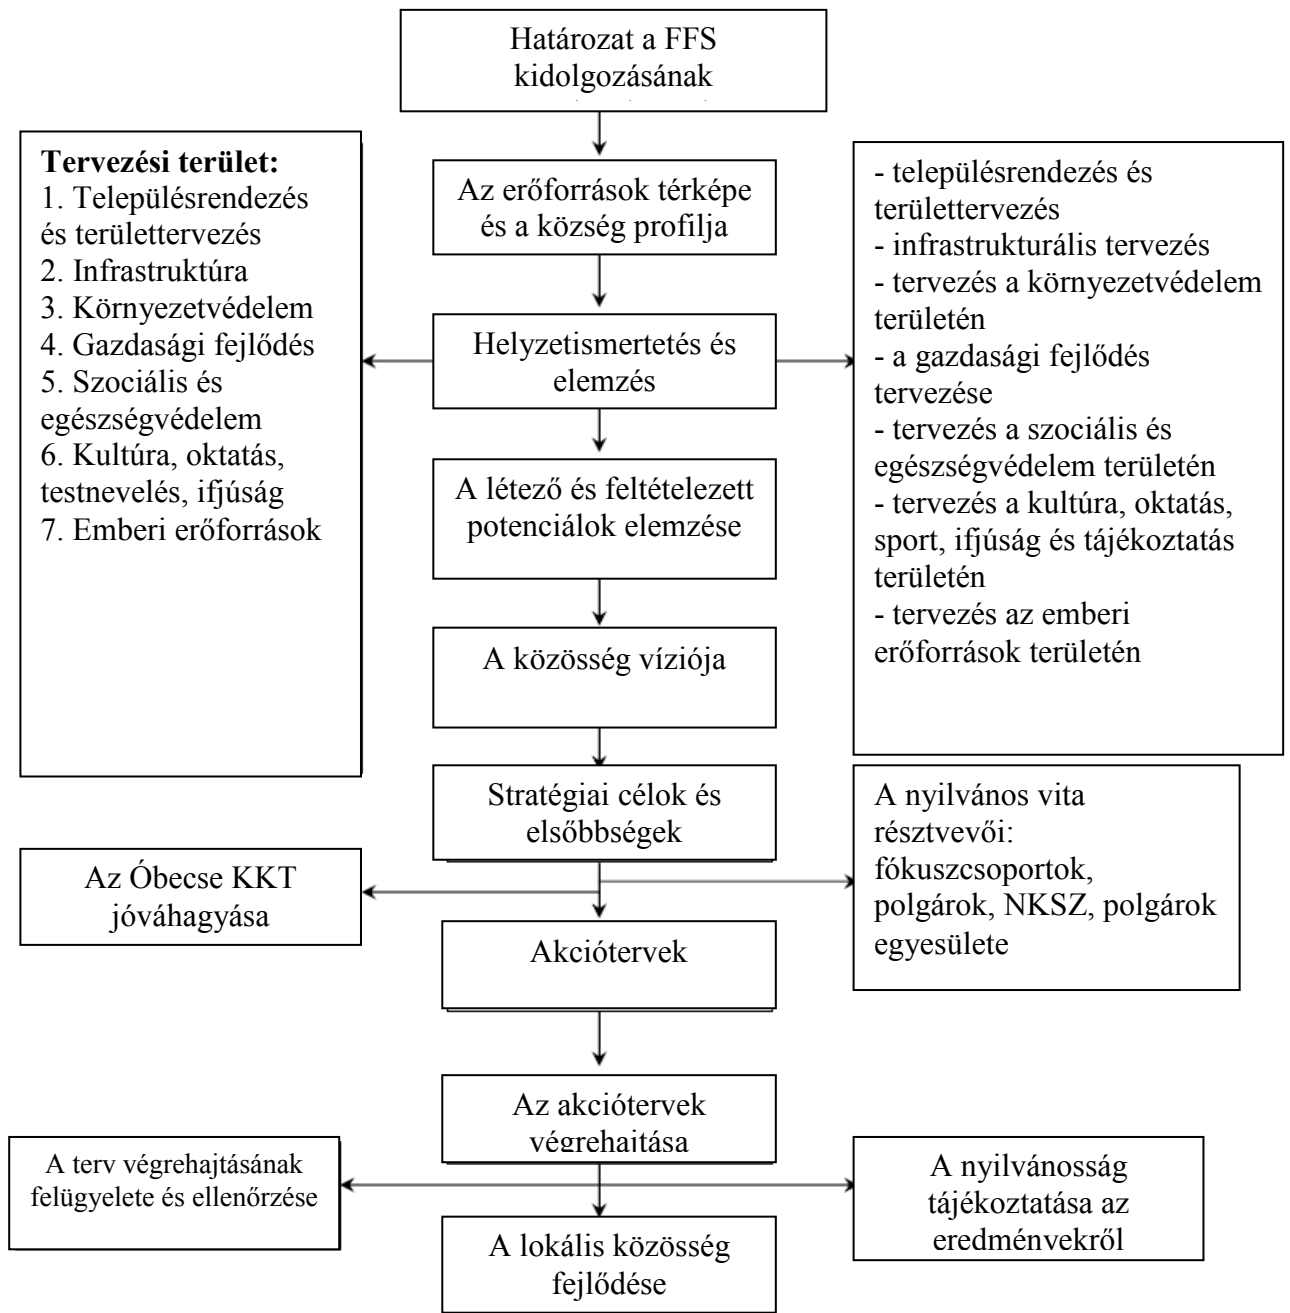 Határozat a FFS
kidolgozásának
Tervezési terület:
1. Településrendezés
és területtervezés
2. Infrastruktúra
3. Környezetvédelem
4. Gazdasági fejlődés
5. Szociális és
egészségvédelem
6. Kultúra, oktatás,
testnevelés, ifjúság
7. Emberi erőforrások
Az erőforrások térképe
és a község profilja
Helyzetismertetés és
elemzés
A létező és feltételezett
potenciálok elemzése
A közösség víziója
- településrendezés és
területtervezés
- infrastrukturális tervezés
- tervezés a környezetvédelem
területén
- a gazdasági fejlődés
tervezése
- tervezés a szociális és
egészségvédelem területén
- tervezés a kultúra, oktatás,
sport, ifjúság és tájékoztatás
területén
- tervezés az emberi
erőforrások területén
Stratégiai célok és
elsőbbségek
Az Óbecse KKT
jóváhagyása
A nyilvános vita
résztvevői:
fókuszcsoportok,
polgárok, NKSZ, polgárok
egyesülete
Akciótervek
Az akciótervek
végrehajtása
A terv végrehajtásának
felügyelete és ellenőrzése
A nyilvánosság
tájékoztatása az
eredményekről
A lokális közösség
fejlődése